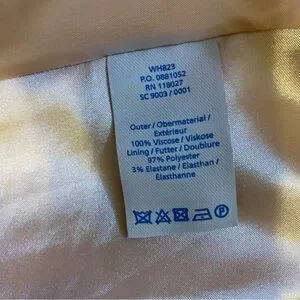 WH823
P.O. 0881052
RN 118027
SC 9003 / 0001
Outer / Obermaterial /
Extérieur
100% Viscose / Viskose
Lining / Futter / Doublure
97% Polyester
3% Elastane / Elasthan /
Elasthanne
P